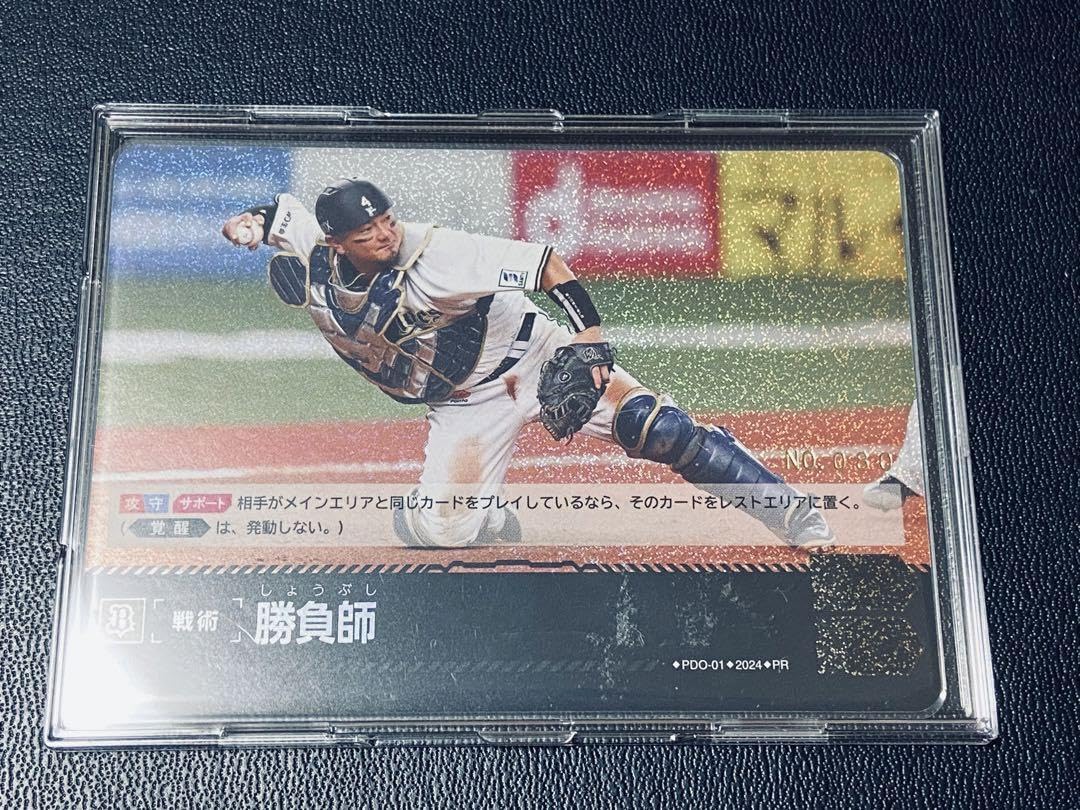 4
NO. 030
攻 守 サポート 相手がメインエリアと同じカードをプレイしているなら、そのカードをレストエリアに置く。
(覚醒は、発動しない。)
しょうぶし
B 戦術 勝負師
◆PDO-01◆2024◆PR